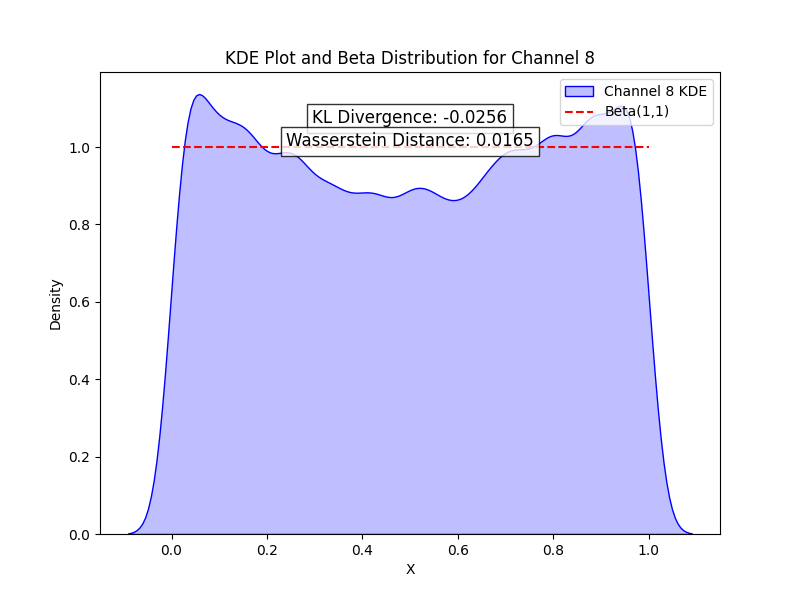 KDE Plot and Beta Distribution for Channel 8
Channel 8 KDE
Beta(1,1)
KL Divergence: -0.0256
Wasserstein Distance: 0.0165
Density
1.0
0.8
0.6
0.4
0.2
0.0
0.0 0.2 0.4 0.6 0.8 1.0
X